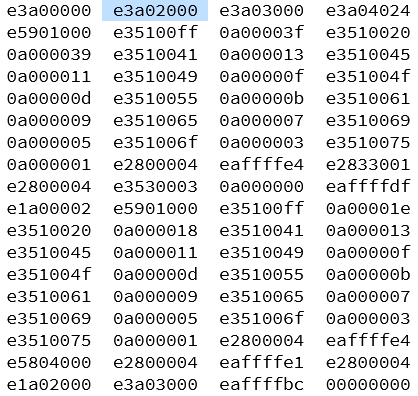 e3a00000 e3a02000 e3a03000 e3a04024
e5901000 e35100ff 0a00003f e3510020
0a000039 e3510041 0a000013 e3510045
0a000011 e3510049 0a00000f e351004f
0a00000d e3510055 0a00000b e3510061
0a000009 e3510065 0a000007 e3510069
0a000005 e351006f 0a000003 e3510075
0a000001 e2800004 eaffffe4 e2833001
e2800004 e3530003 0a000000 eaffffdf
e1a00002 e5901000 e35100ff 0a00001e
e3510020 0a000018 e3510041 0a000013
e3510045 0a000011 e3510049 0a00000f
e351004f 0a00000d e3510055 0a00000b
e3510061 0a000009 e3510065 0a000007
e3510069 0a000005 e351006f 0a000003
e3510075 0a000001 e2800004 eaffffe4
e5804000 e2800004 eaffffe1 e2800004
e1a02000 e3a03000 eaffffbc 00000000